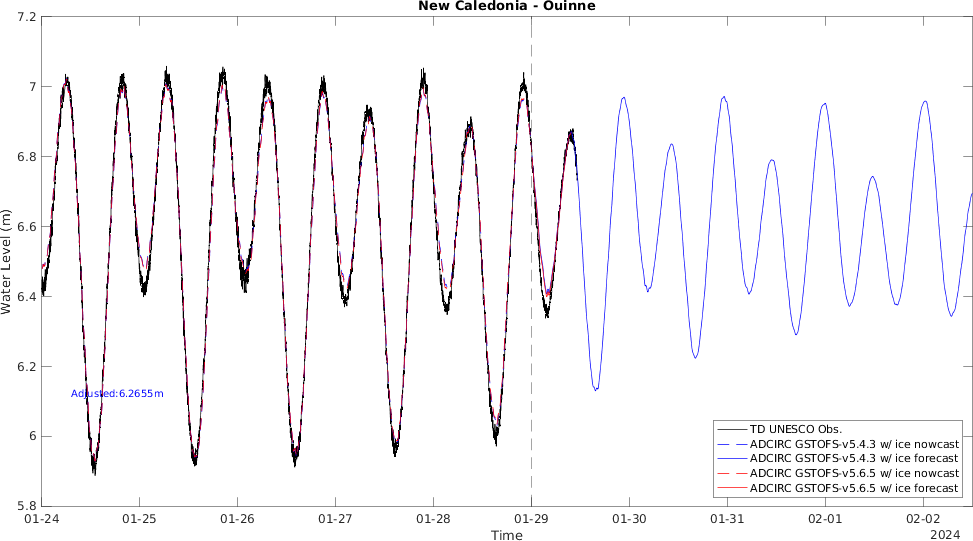 New Caledonia - Ouinne
7.2
7
6.8
6.6
6.4
6.2
6
5.8
Water Level (m)
Adjusted:6.2655m
TD UNESCO Obs.
ADCIRC GSTOFS-v5.4.3 w/ ice nowcast
ADCIRC GSTOFS-v5.4.3 w/ ice forecast
ADCIRC GSTOFS-v5.6.5 w/ ice nowcast
ADCIRC GSTOFS-v5.6.5 w/ ice forecast
01-24 01-25 01-26 01-27 01-28 01-29 01-30 01-31 02-01 02-02
Time
2024